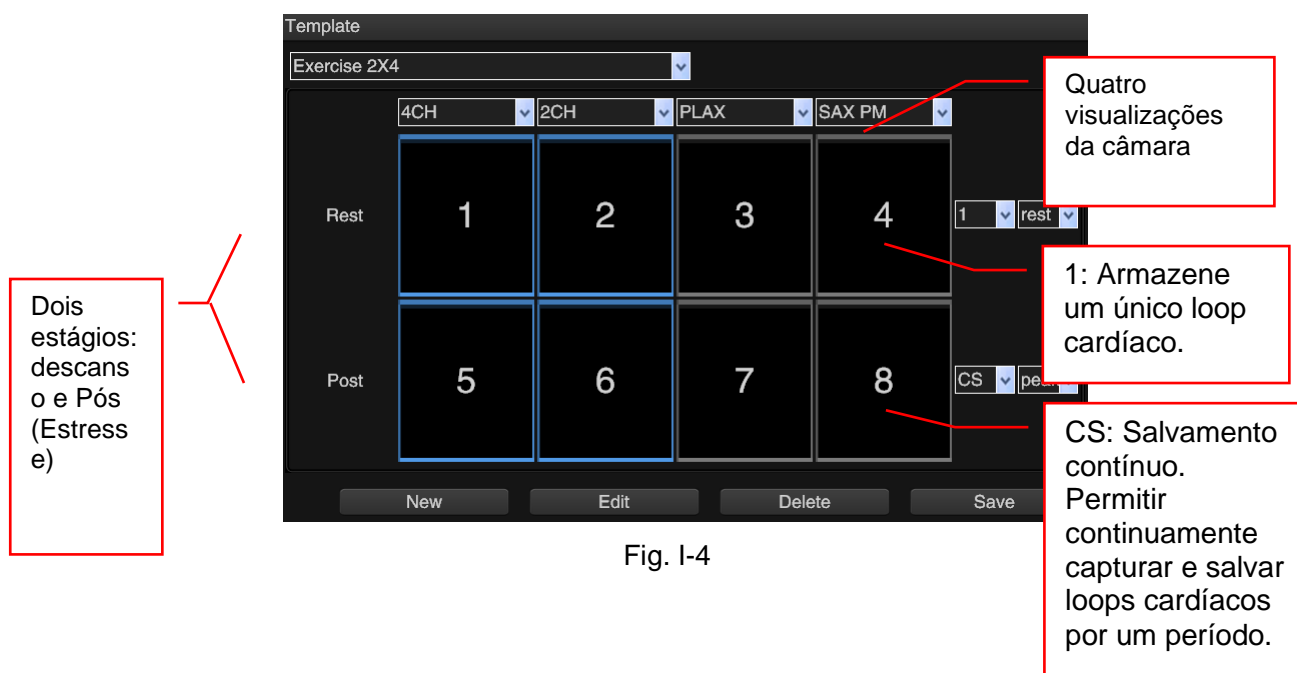 Template
Exercise 2X4
4CH
2CH
PLAX
SAX PM
Quatro
visualizações
da câmara
Rest
1
2
3
4
1
rest
1: Armazene
um único loop
cardíaco.
Dois
estágios:
descans
o e Pós
(Estress
e)
Post
5
6
7
8
CS
CS: Salvamento
contínuo.
Permitir
continuamente
capturar e salvar
loops cardíacos
por um período.
New
Edit
Delete
Save
Fig. I-4